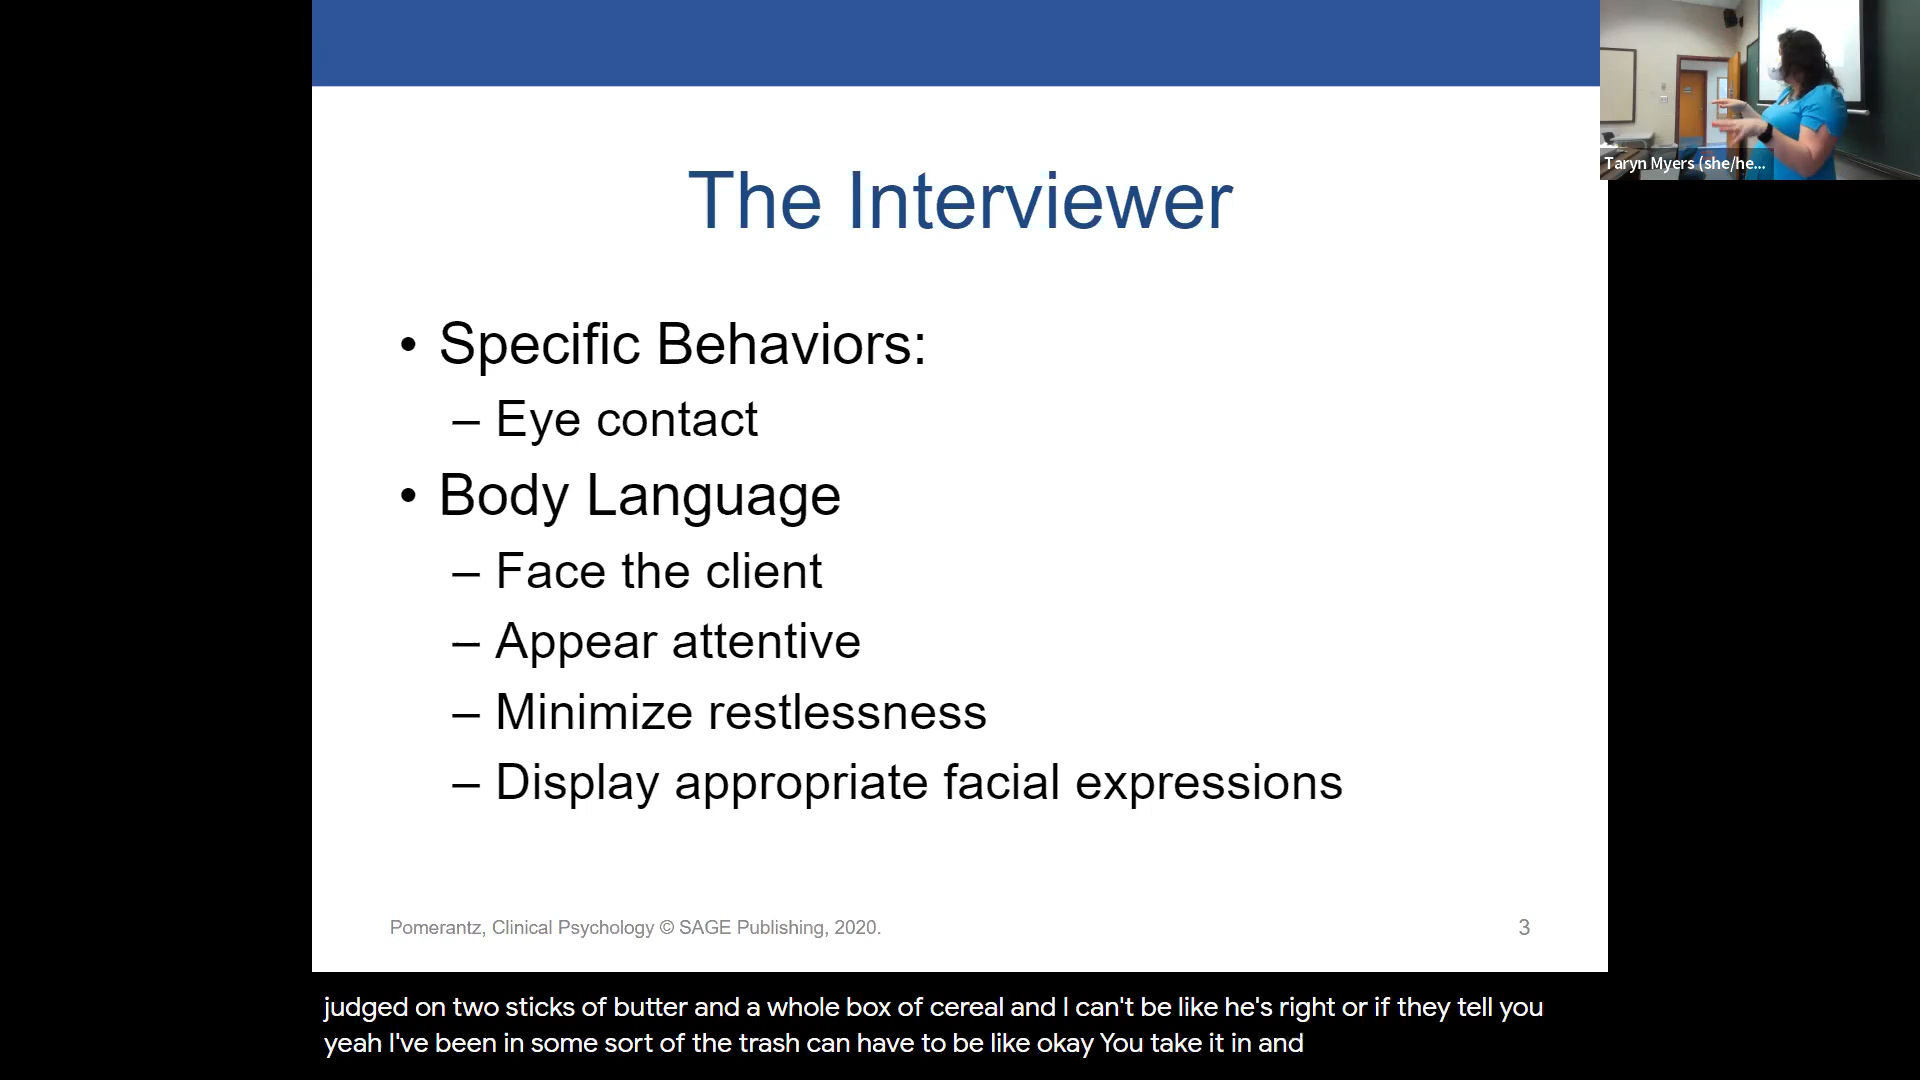 Taryn Myers (she/he...
The Interviewer
• Specific Behaviors:
– Eye contact
• Body Language
– Face the client
– Appear attentive
– Minimize restlessness
– Display appropriate facial expressions
Pomerantz, Clinical Psychology © SAGE Publishing, 2020.
3
judged on two sticks of butter and a whole box of cereal and I can't be like he's right or if they tell you
yeah I've been in some sort of the trash can have to be like okay You take it in and